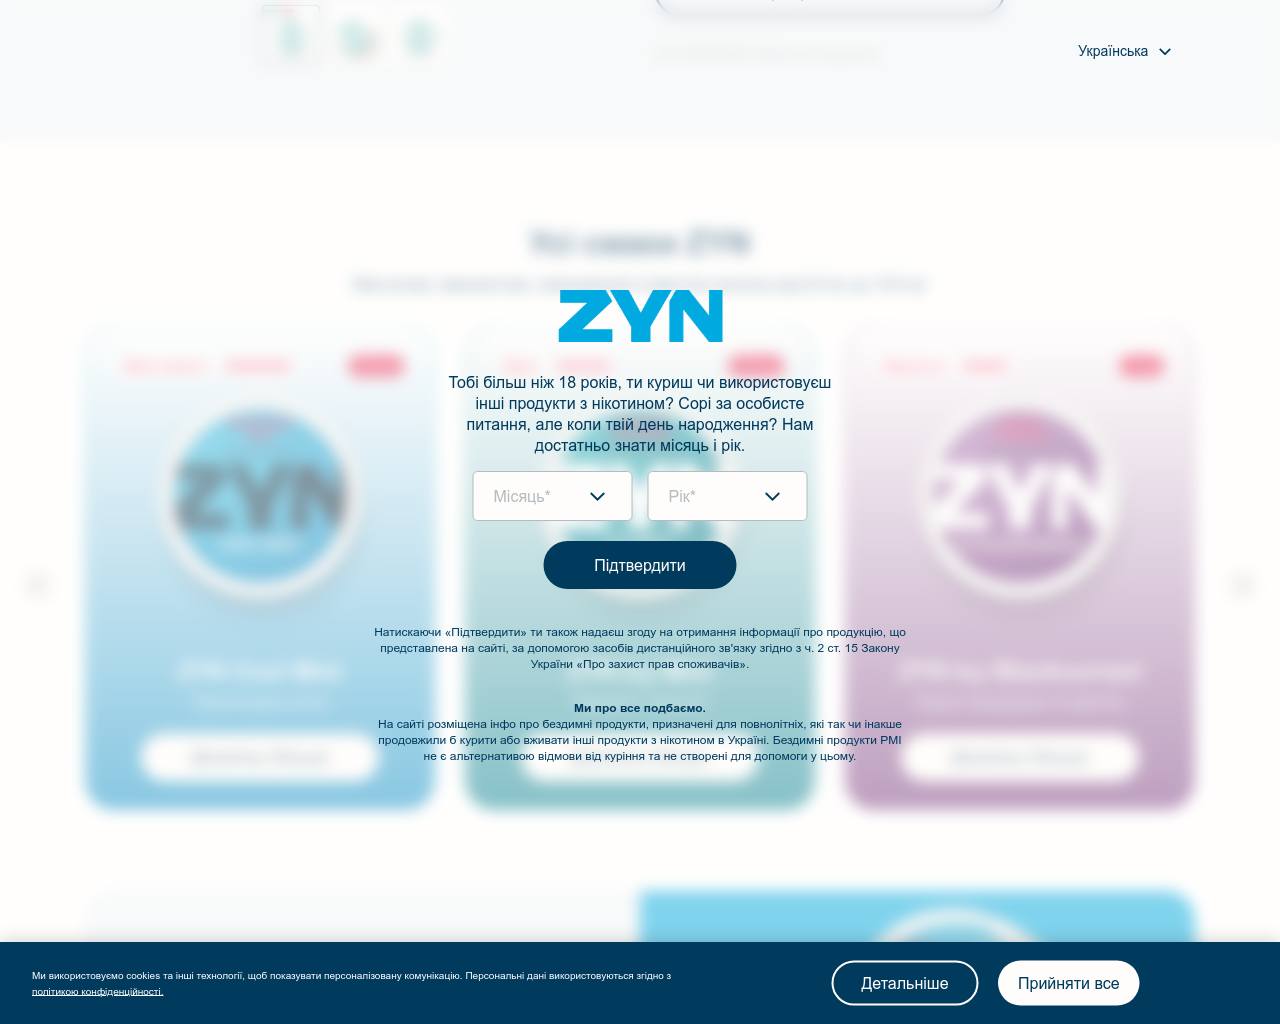 Українська
Усі смаки ZYN
ZYN
Тобі більш ніж 18 років, ти куриш чи використовуєш
інші продукти з нікотином? Сорі за особисте
питання, але коли твій день народження? Нам
достатньо знати місяць і рік.
Місяць*
Рік*
ZYN
ZYN
Підтвердити
Натискаючи «Підтвердити» ти також надаєш згоду на отримання інформації про продукцію, що
представлена на сайті, за допомогою засобів дистанційного зв'язку згідно з ч. 2 ст. 15 Закону
України «Про захист прав споживачів».
Ми про все подбаємо.
На сайті розміщена інфо про бездимні продукти, призначені для повнолітніх, які так чи інакше
продовжили б курити або вживати інші продукти з нікотином в Україні. Бездимні продукти PMI
не є альтернативою відмови від куріння та не створені для допомоги у цьому.
Ми використовуємо cookies та інші технології, щоб показувати персоналізовану комунікацію. Персональні дані використовуються згідно з
політикою конфіденційності.
Детальніше
Прийняти все